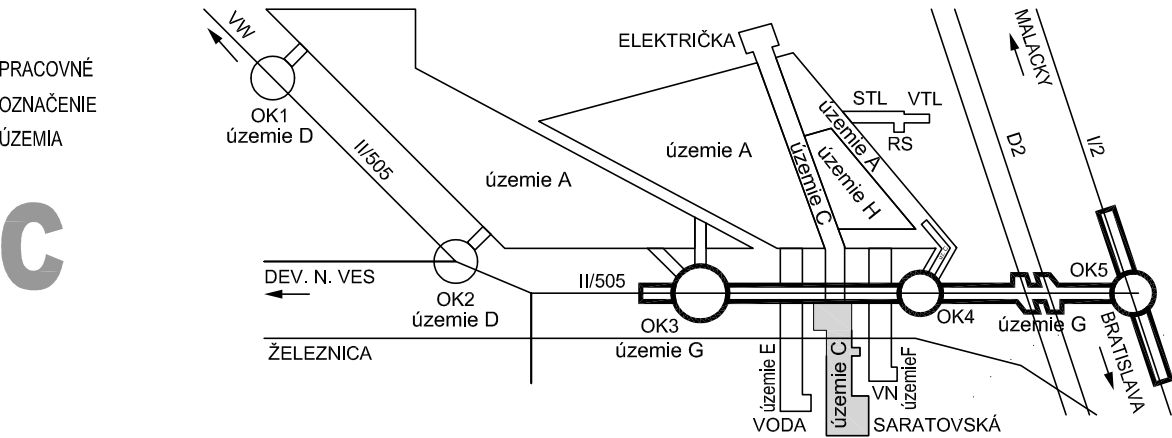 PRACOVNÉ
OZNAČENIE
ÚZEMIA
C
VW
OK1
územie D
II/505
DEV. N. VES
OK2
územie D
ŽELEZNICA
územie A
územie A
ELEKTRIČKA
územie C
územie A
územie H
STL VTL
RS
II/505
OK3
územie G
územie E
VODA
územie C
SARATOVSKÁ
VN
územieF
OK4
územie G
OK5
D2
I/2
MALACKY
BRATISLAVA